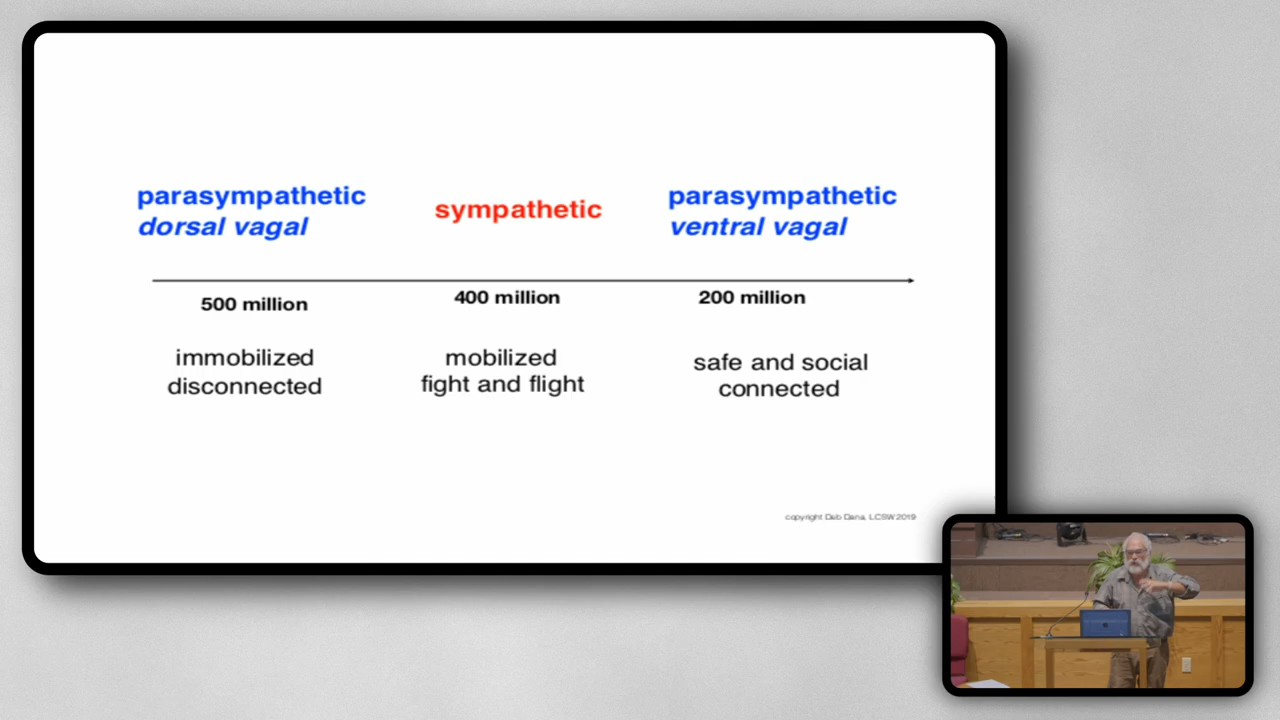 parasympathetic
dorsal vagal
sympathetic
parasympathetic
ventral vagal
500 million
400 million
200 million
immobilized
disconnected
mobilized
fight and flight
safe and social
connected
copyright Deb Dana, LCSW 2019